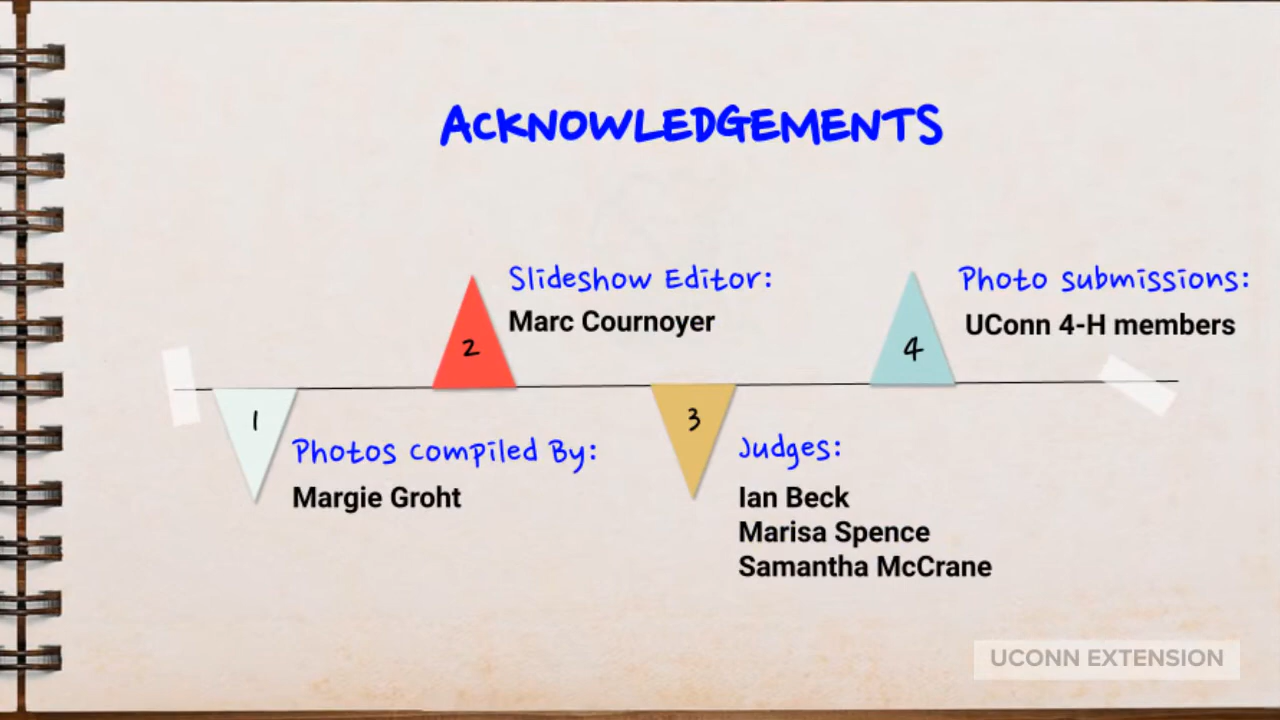 ACKNOWLEDGEMENTS
1
Photos Compiled By:
Margie Groht
2
Slideshow Editor:
Marc Cournoyer
3
Judges:
Ian Beck
Marisa Spence
Samantha McCrane
4
Photo submissions:
UConn 4-H members
UCONN EXTENSION